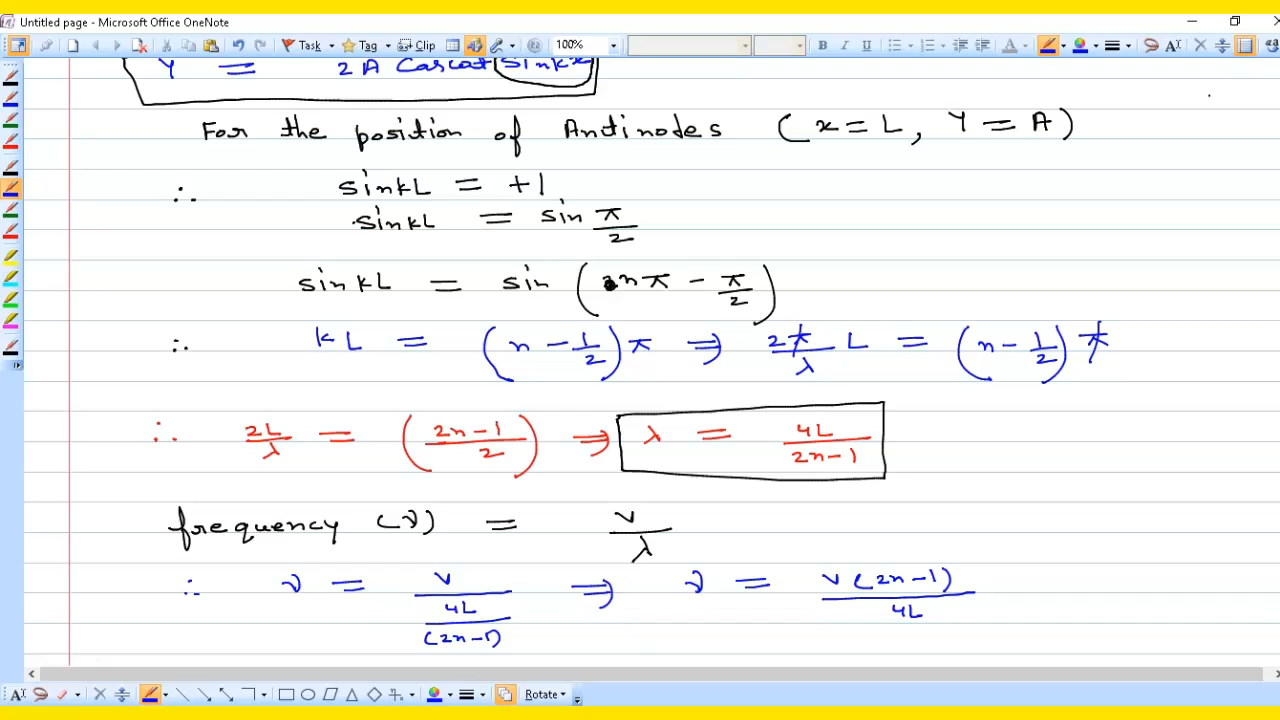 Untitled page - Microsoft Office OneNote
Task Tag Clip 100% B I U A
Y = 2A Cosωt sinkx
For the position of Antinodes (x = L, Y = A)
∴ sinkL = +1
sinkL = sin π/2
sinkL = sin (nπ − π/2)
∴ kL = (n − 1/2) π ⟹ 2π/λ L = (n − 1/2) π
∴ 2L/λ = (2n−1/2) ⟹ λ = 4L/2n−1
frequency (ν) = v/λ
∴ ν = v/4L/(2n−1) ⟹ ν = v(2n−1)/4L
Rotate